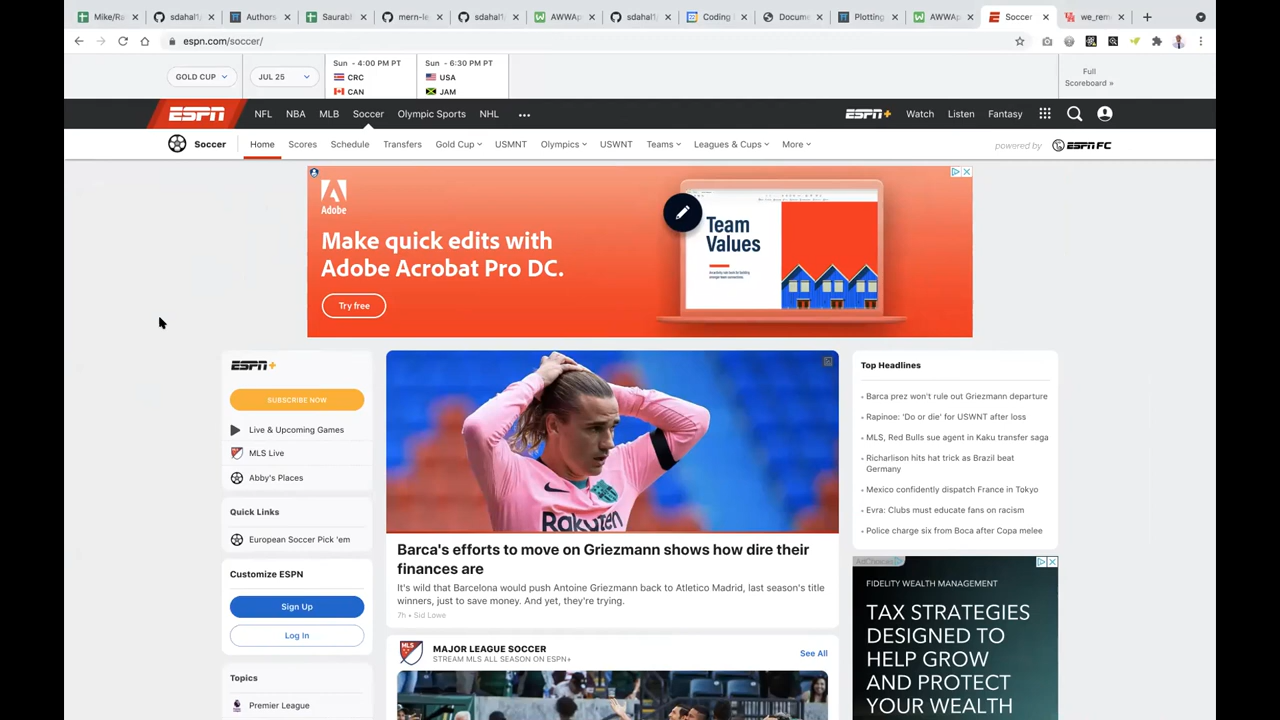 Mike/Ra
sdahal1/
Authors
Saurabl
mern-le
sdahal1
AWWAp
sdahal1/
Coding
Docume
Plotting
AWWAp
Soccer
we_rem
espn.com/soccer/
GOLD CUP
JUL 25
Sun - 4:00 PM PT
CRC
CAN
Sun - 6:30 PM PT
USA
JAM
Full
Scoreboard »
ESPN
NFL
NBA
MLB
Soccer
Olympic Sports
NHL
ESPN+
Watch
Listen
Fantasy
Soccer
Home
Scores
Schedule
Transfers
Gold Cup
USMNT
Olympics
USWNT
Teams
Leagues & Cups
More
powered by
ESPN FC
Adobe
Make quick edits with
Adobe Acrobat Pro DC.
Try free
Team
Values
ESPN+
SUBSCRIBE NOW
Live & Upcoming Games
MLS Live
Abby's Places
Quick Links
European Soccer Pick 'em
Customize ESPN
Sign Up
Log In
Topics
Premier League
Rakuten
Barca's efforts to move on Griezmann shows how dire their
finances are
It's wild that Barcelona would push Antoine Griezmann back to Atletico Madrid, last season's title
winners, just to save money. And yet, they're trying.
7h • Sid Lowe
MLS
MAJOR LEAGUE SOCCER
STREAM MLS ALL SEASON ON ESPN+
See All
Top Headlines
Barca prez won't rule out Griezmann departure
Rapinoe: 'Do or die' for USWNT after loss
MLS, Red Bulls sue agent in Kaku transfer saga
Richarlison hits hat trick as Brazil beat
Germany
Mexico confidently dispatch France in Tokyo
Evra: Clubs must educate fans on racism
Police charge six from Boca after Copa melee
AdChoices
FIDELITY WEALTH MANAGEMENT
TAX STRATEGIES
DESIGNED TO
HELP GROW
AND PROTECT
YOUR WEALTH